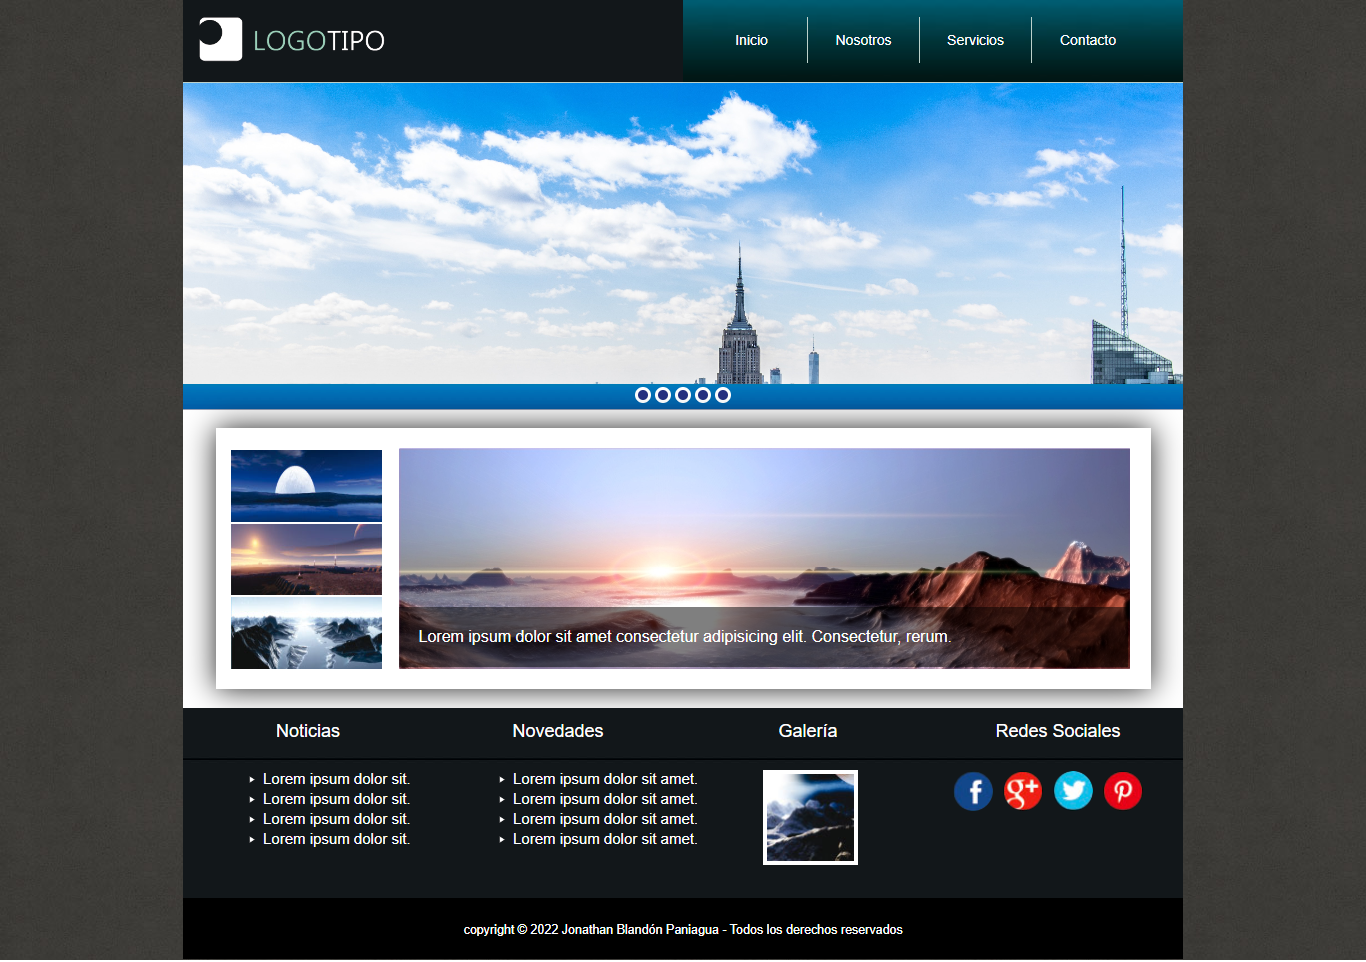 LOGOTIPO
Inicio
Nosotros
Servicios
Contacto
Lorem ipsum dolor sit amet consectetur adipisicing elit. Consectetur, rerum.
Noticias
Novedades
Galería
Redes Sociales
Lorem ipsum dolor sit.
Lorem ipsum dolor sit.
Lorem ipsum dolor sit.
Lorem ipsum dolor sit.
Lorem ipsum dolor sit amet.
Lorem ipsum dolor sit amet.
Lorem ipsum dolor sit amet.
Lorem ipsum dolor sit amet.
copyright © 2022 Jonathan Blandón Paniagua - Todos los derechos reservados